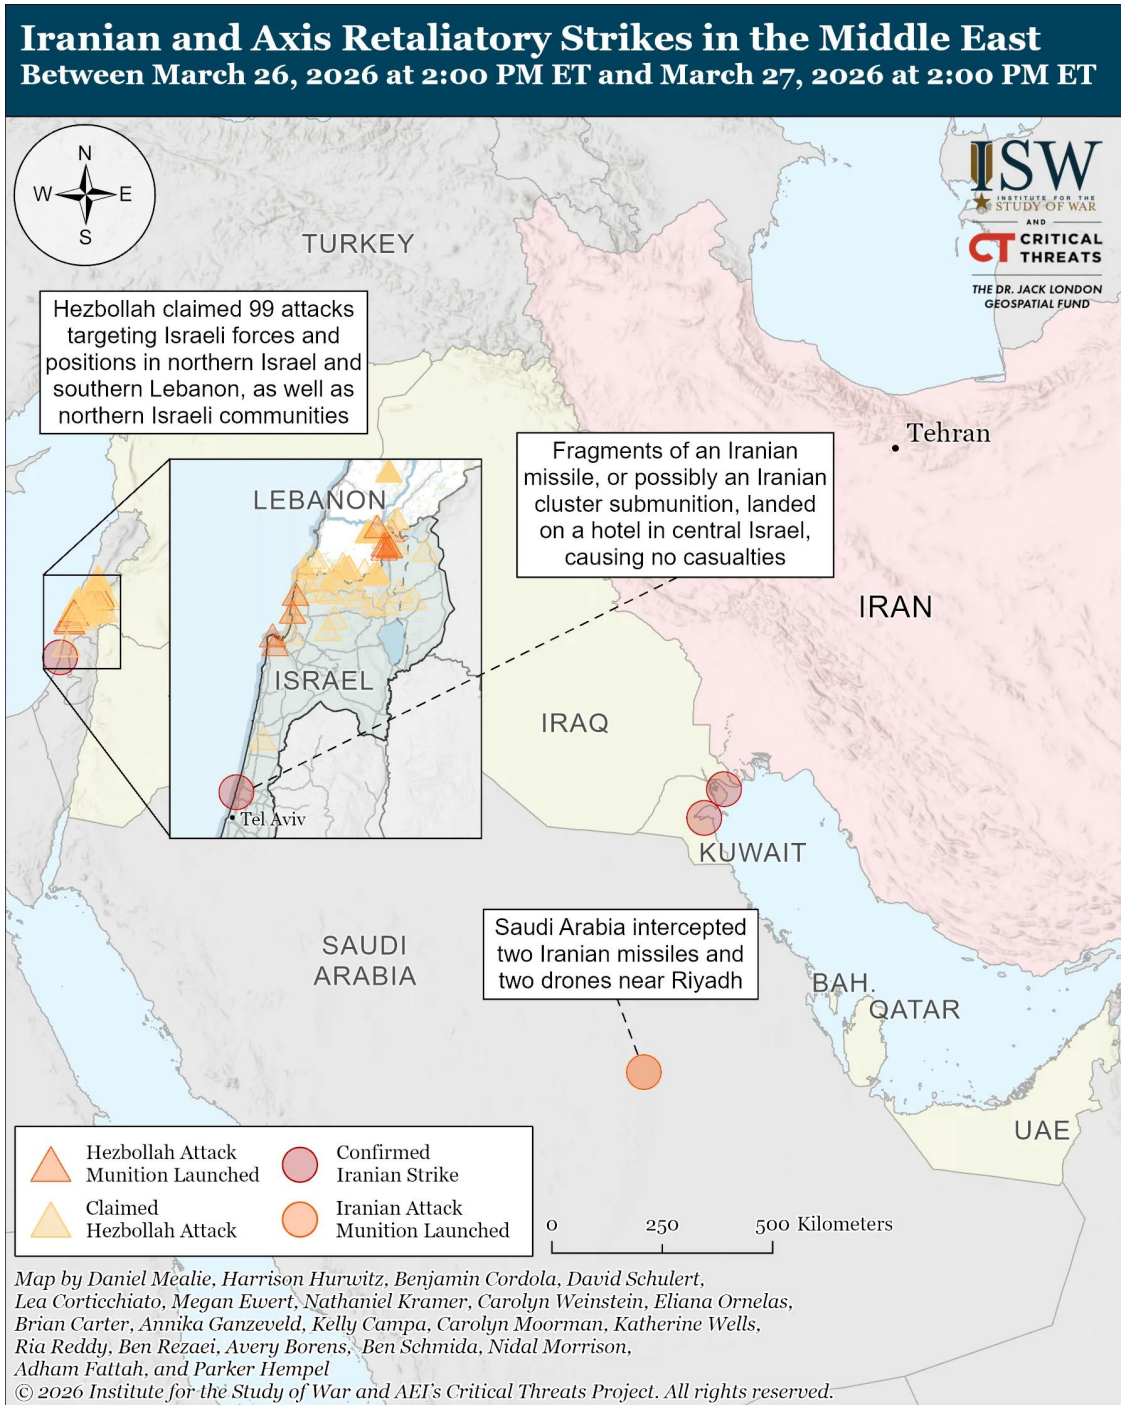 Iranian and Axis Retaliatory Strikes in the Middle East
Between March 26, 2026 at 2:00 PM ET and March 27, 2026 at 2:00 PM ET
N
W
E
S
ISW
INSTITUTE FOR THE
STUDY OF WAR
AND
CT CRITICAL
THREATS
THE DR. JACK LONDON
GEOSPATIAL FUND
TURKEY
Hezbollah claimed 99 attacks
targeting Israeli forces and
positions in northern Israel and
southern Lebanon, as well as
northern Israeli communities
Tehran
Fragments of an Iranian
missile, or possibly an Iranian
cluster submunition, landed
on a hotel in central Israel,
causing no casualties
LEBANON
IRAN
ISRAEL
IRAQ
Tel Aviv
KUWAIT
Saudi Arabia intercepted
two Iranian missiles and
two drones near Riyadh
SAUDI
ARABIA
BAH.
QATAR
UAE
Hezbollah Attack
Munition Launched
Confirmed
Iranian Strike
Claimed
Hezbollah Attack
Iranian Attack
Munition Launched
0 250 500 Kilometers
Map by Daniel Mealie, Harrison Hurwitz, Benjamin Cordola, David Schulert,
Lea Corticchiato, Megan Ewert, Nathaniel Kramer, Carolyn Weinstein, Eliana Ornelas,
Brian Carter, Annika Ganzeveld, Kelly Campa, Carolyn Moorman, Katherine Wells,
Ria Reddy, Ben Rezaei, Avery Borens, Ben Schmida, Nidal Morrison,
Adham Fattah, and Parker Hempel
© 2026 Institute for the Study of War and AEI's Critical Threats Project. All rights reserved.